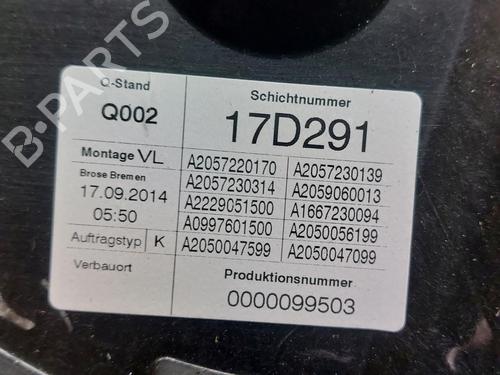 Q-Stand
Schichtnummer
Q002
17D291
Montage VL
A2057220170 A2057230139
Brose Bremen
A2057230314 A2059060013
17.09.2014
A2229051500 A1667230094
05:50
A0997601500 A2050056199
Auftragstyp K
A2050047599 A2050047099
Verbauort
Produktionsnummer
0000099503
B-PARTS